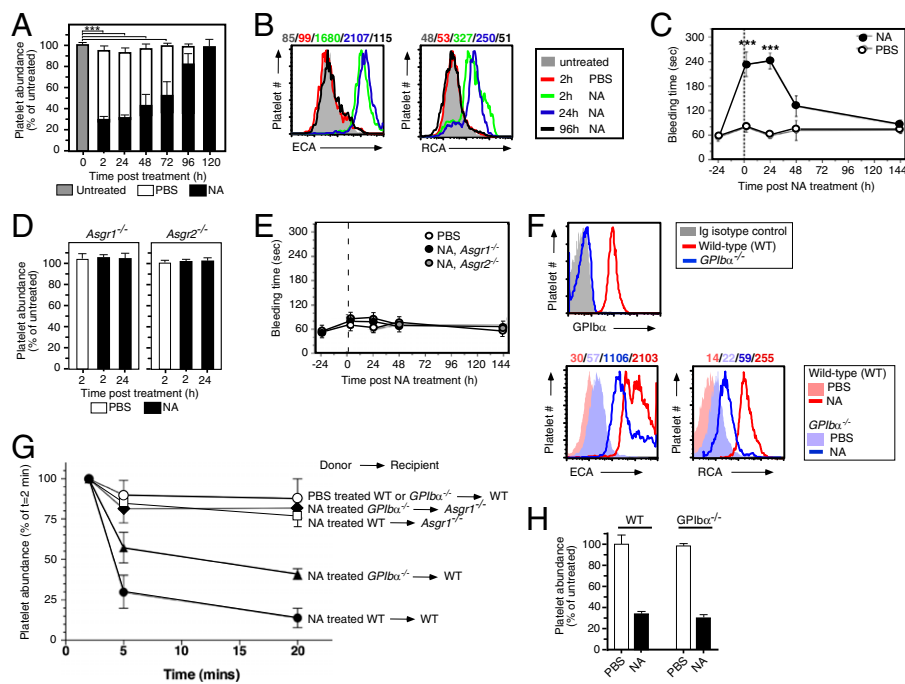 A
Platelet abundance
(% of untreated)
100
80
60
40
20
***
0 2 24 48 72 96 120
Time post treatment (h)
Untreated PBS NA
B
85/99/1680/2107/115
48/53/327/250/51
Platelet #
Platelet #
ECA
RCA
untreated
2h PBS
2h NA
24h NA
96h NA
C
NA
PBS
Bleeding time (sec)
300
240
180
120
60
0
*** ***
-24 0 24 48 72 96 120 144
Time post NA treatment (h)
D
Asgr1-/- Asgr2-/-
Platelet abundance
(% of untreated)
100
80
60
40
20
2 2 24 2 2 24
Time post treatment (h)
PBS NA
E
PBS
NA, Asgr1-/-
NA, Asgr2-/-
Bleeding time (sec)
300
240
180
120
60
0
-24 0 24 48 72 96 120 144
Time post NA treatment (h)
F
Platelet #
GPIbα
Ig isotype control
Wild-type (WT)
GPIbα-/-
30/57/1106/2103
14/22/59/255
Platelet #
Platelet #
ECA
RCA
Wild-type (WT)
PBS
NA
GPIbα-/-
PBS
NA
G
Donor Recipient
Platelet abundance (% of t=2 min)
100
75
50
25
0
PBS treated WT or GPIbα-/- WT
NA treated GPIbα-/- Asgr1-/-
NA treated WT Asgr1-/-
NA treated GPIbα-/- WT
NA treated WT WT
0 5 10 15 20
Time (mins)
H
WT GPIbα-/-
Platelet abundance
(% of untreated)
100
80
60
40
20
PBS NA PBS NA